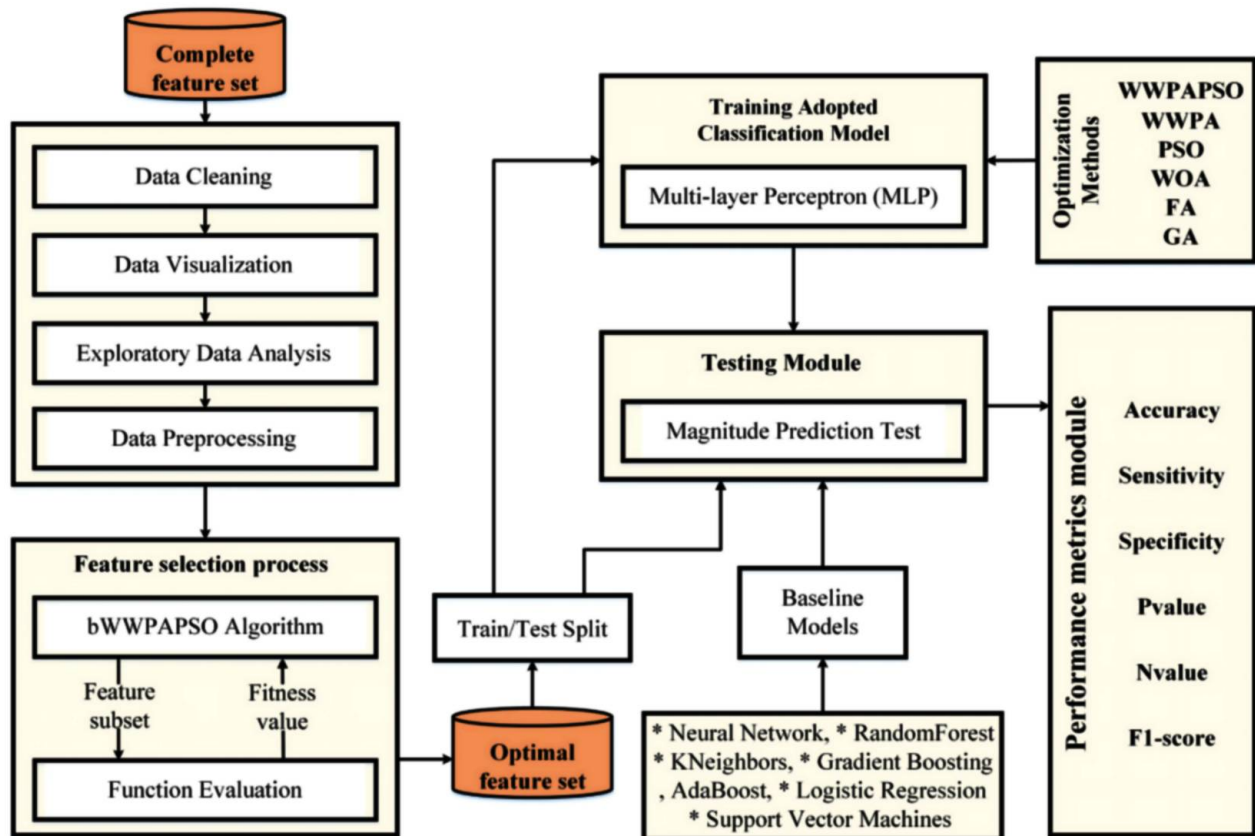 Complete
feature set
Data Cleaning
Data Visualization
Exploratory Data Analysis
Data Preprocessing
Feature selection process
bWWPAPSO Algorithm
Feature
subset
Fitness
value
Function Evaluation
Optimal
feature set
Train/Test Split
Training Adopted
Classification Model
Multi-layer Perceptron (MLP)
Optimization
Methods
WWPAPSO
WWPA
PSO
WOA
FA
GA
Testing Module
Magnitude Prediction Test
Baseline
Models
* Neural Network, * RandomForest
* KNeighbors, * Gradient Boosting
, AdaBoost, * Logistic Regression
* Support Vector Machines
Performance metrics module
Accuracy
Sensitivity
Specificity
Pvalue
Nvalue
F1-score